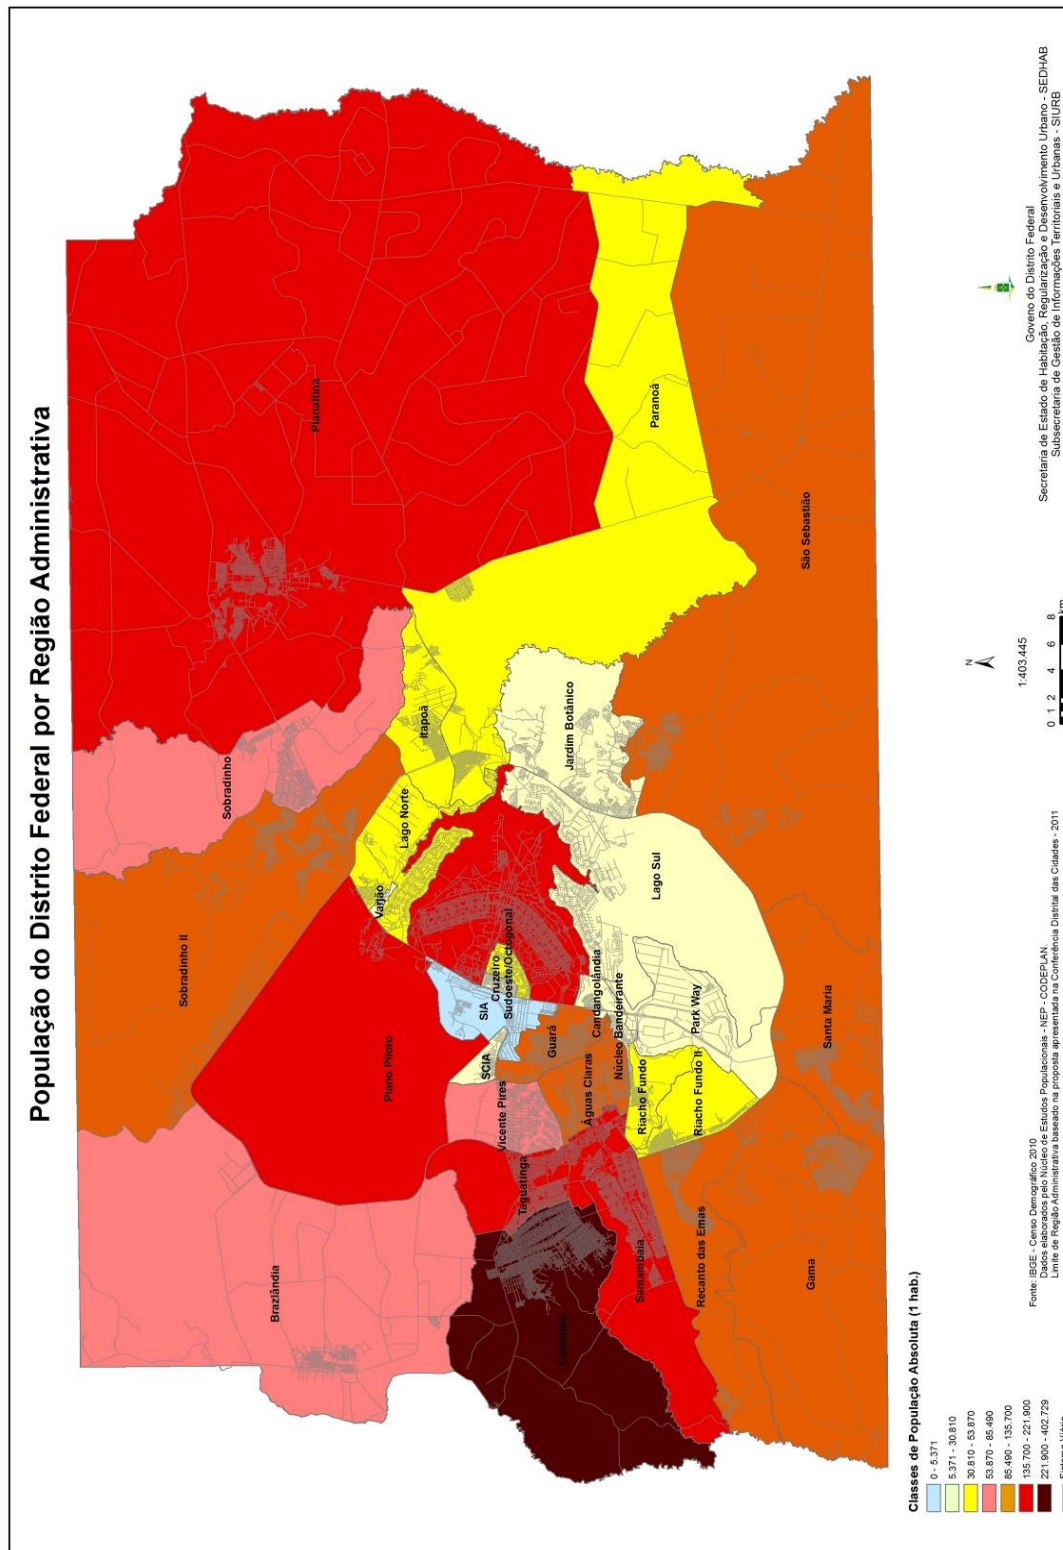 População do Distrito Federal por Região Administrativa
Brazlândia
Sobradinho II
Sobradinho
Planaltina
Plano Piloto
Varjão
Lago Norte
Itapoã
SIA
SCIA
Cruzeiro
Sudoeste/Octogonal
Vicente Pires
Taguatinga
Guará
Ceilândia
Águas Claras
Candangolândia
Núcleo Bandeirante
Jardim Botânico
Paranoá
Samambaia
Riacho Fundo
Lago Sul
Park Way
Riacho Fundo II
Recanto das Emas
Gama
Santa Maria
São Sebastião
Classes de População Absoluta (1 hab.)
0 - 5.371
5.371 - 30.810
30.810 - 53.870
53.870 - 85.490
85.490 - 135.700
135.700 - 221.900
221.900 - 402.729
Fonte: IBGE - Censo Demográfico 2010
Dados elaborados pelo Núcleo de Estudos Populacionais - NEP - CODEPLAN.
Limite de Região Administrativa baseado na proposta apresentada na Conferência Distrital das Cidades - 2011
N
1:403.445
0 1 2 4 6 8
km
Goveno do Distrito Federal
Secretaria de Estado de Habitação, Regularização e Desenvolvimento Urbano - SEDHAB
Subsecretaria de Gestão de Informações Territoriais e Urbanas - SIURB